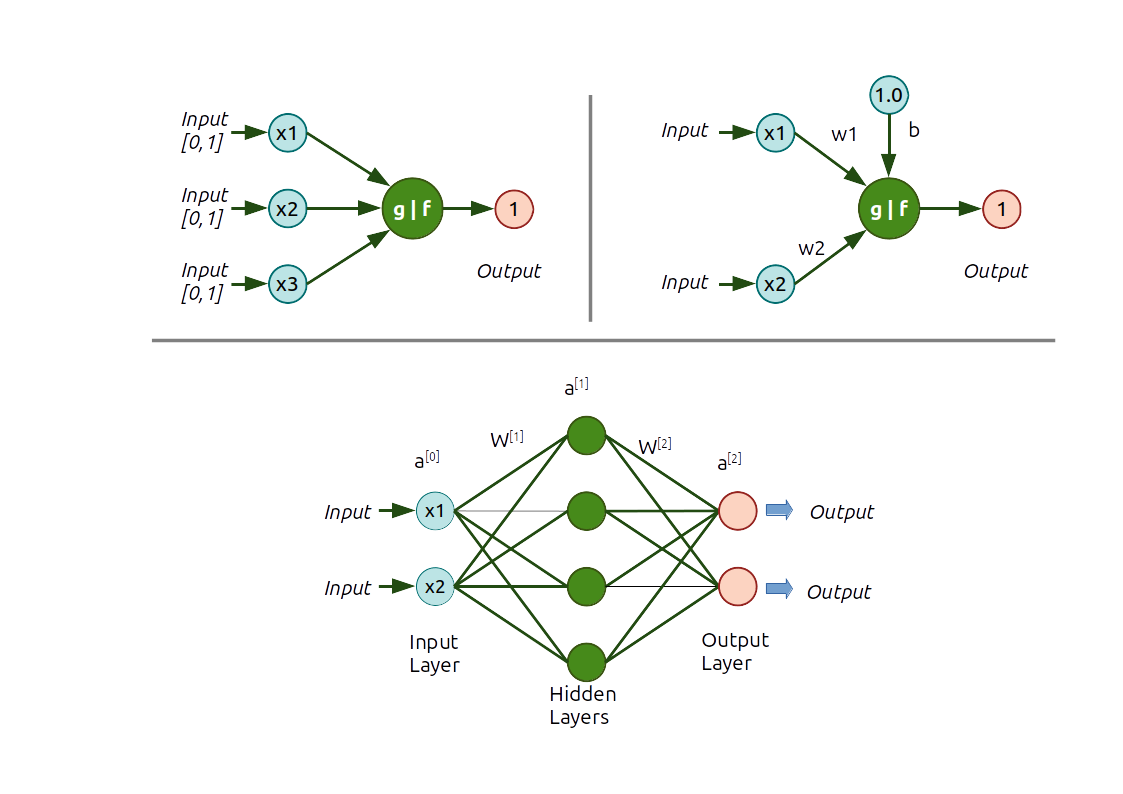 Input
[0,1]
x1
Input
[0,1]
x2
Input
[0,1]
x3
g|f
1
Output
1.0
Input
x1
w1
b
g|f
1
w2
Input
x2
Output
a[1]
W[1]
W[2]
a[0]
a[2]
Input
x1
Output
Input
x2
Output
Input
Layer
Output
Layer
Hidden
Layers